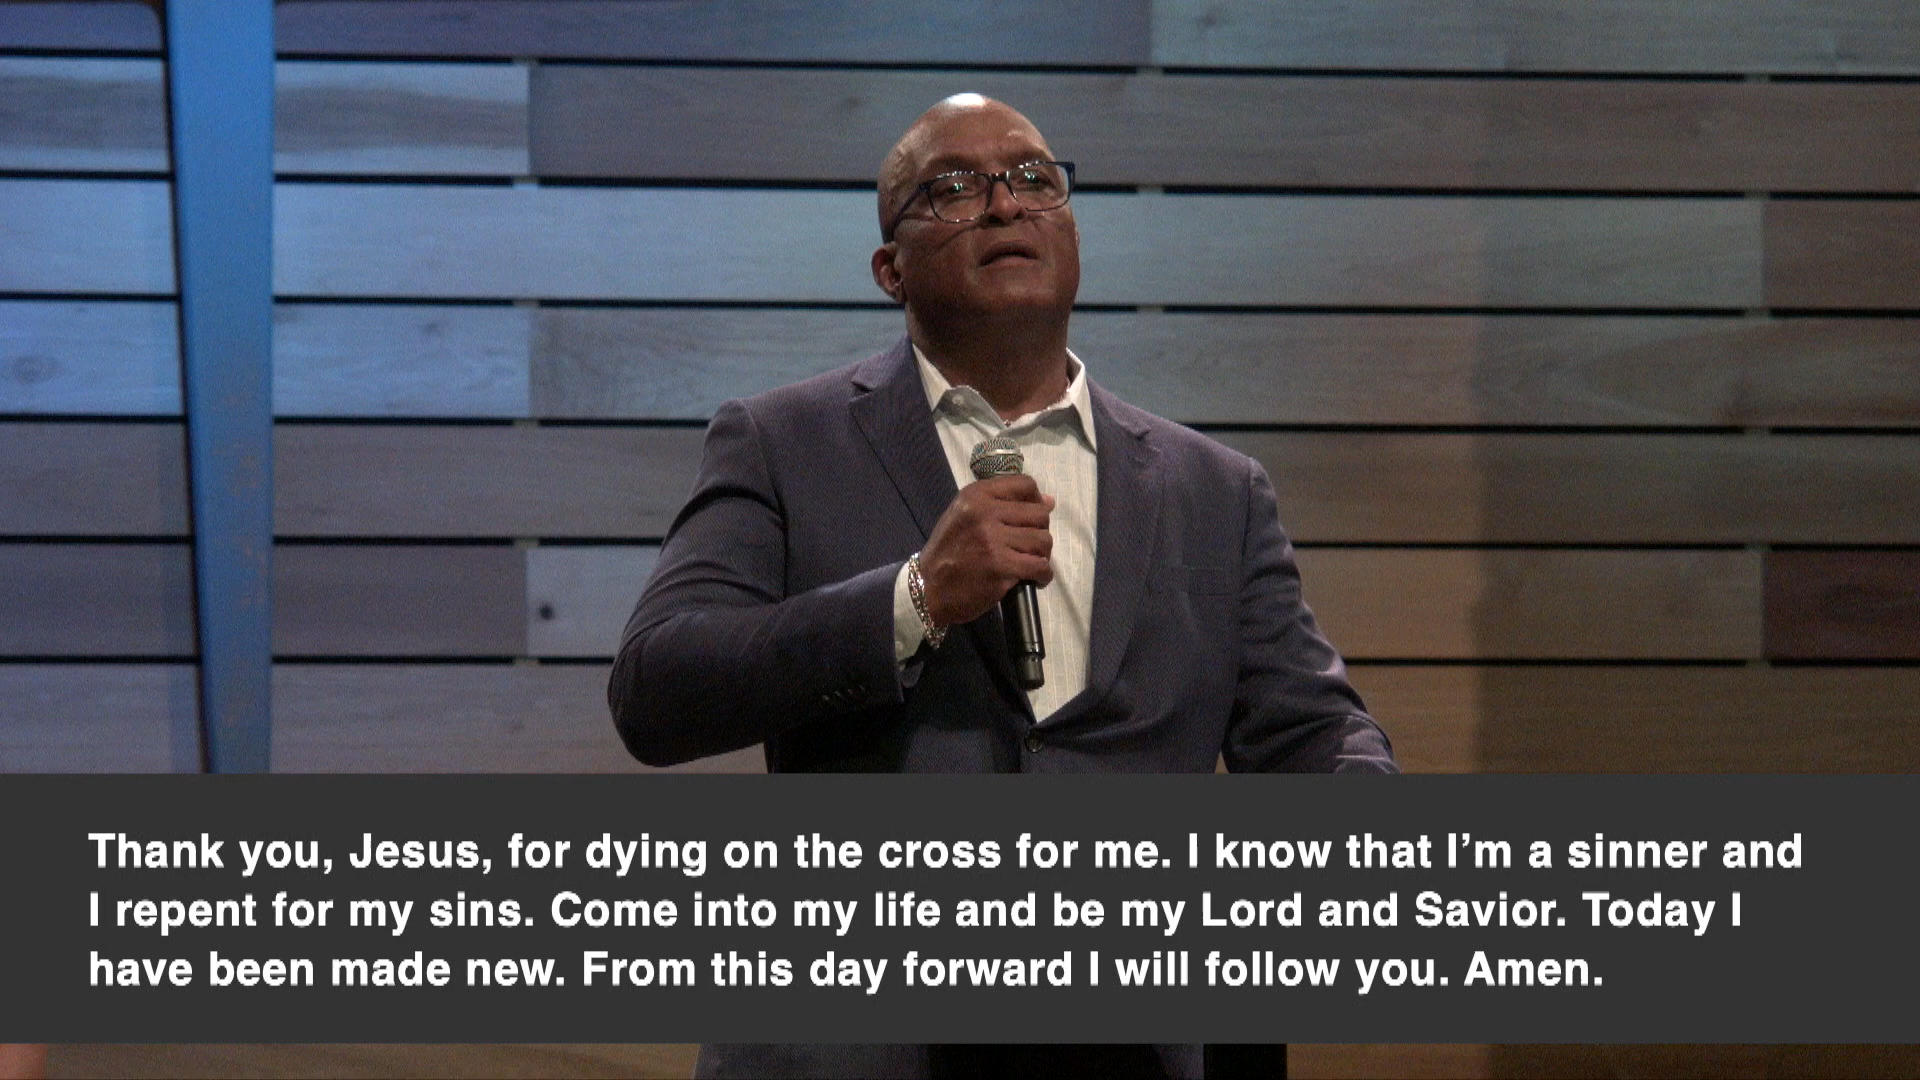 Thank you, Jesus, for dying on the cross for me. I know that I’m a sinner and
I repent for my sins. Come into my life and be my Lord and Savior. Today I
have been made new. From this day forward I will follow you. Amen.